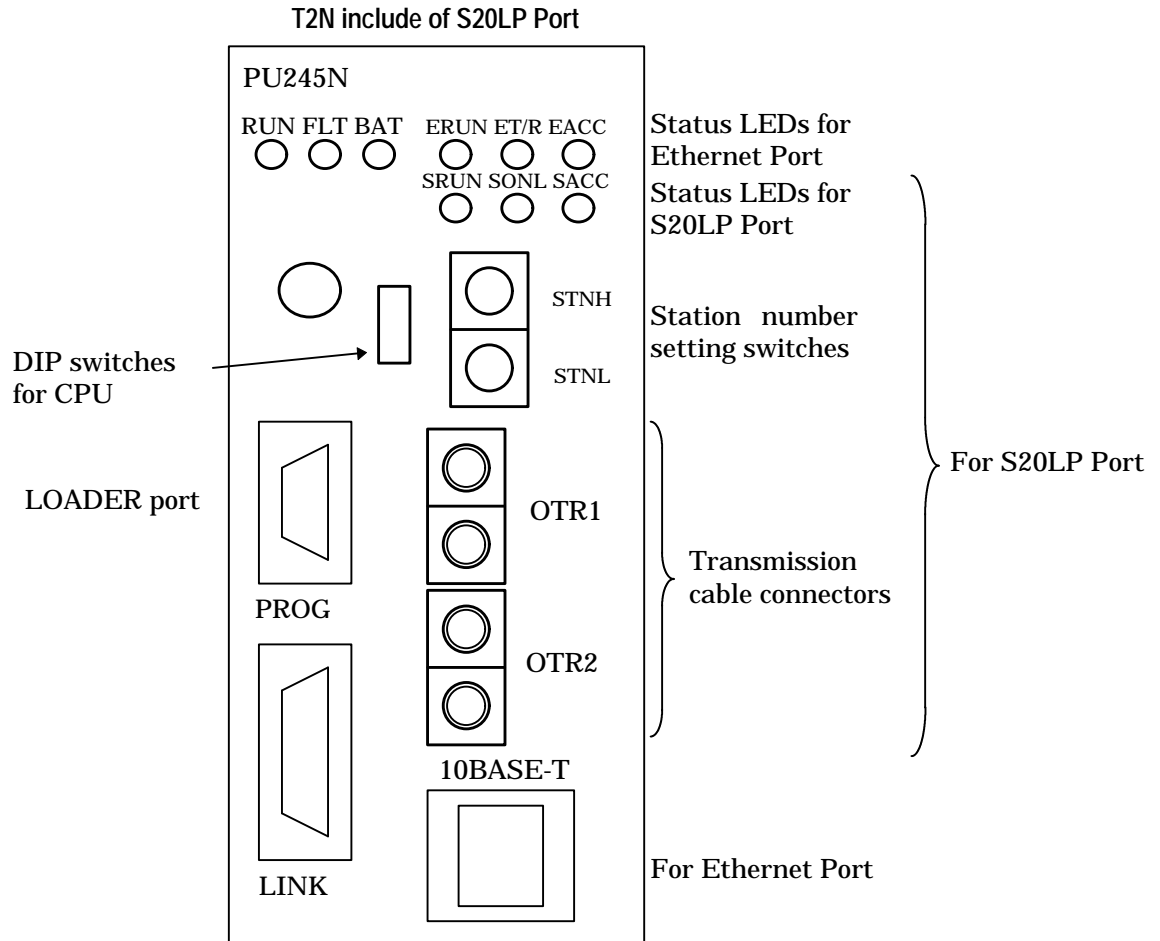 T2N include of S20LP Port
PU245N
RUN FLT BAT
ERUN ET/R EACC
Status LEDs for
Ethernet Port
SRUN SONL SACC
Status LEDs for
S20LP Port
STNH
Station number
setting switches
STNL
DIP switches
for CPU
For S20LP Port
LOADER port
OTR1
Transmission
cable connectors
PROG
OTR2
10BASE-T
For Ethernet Port
LINK